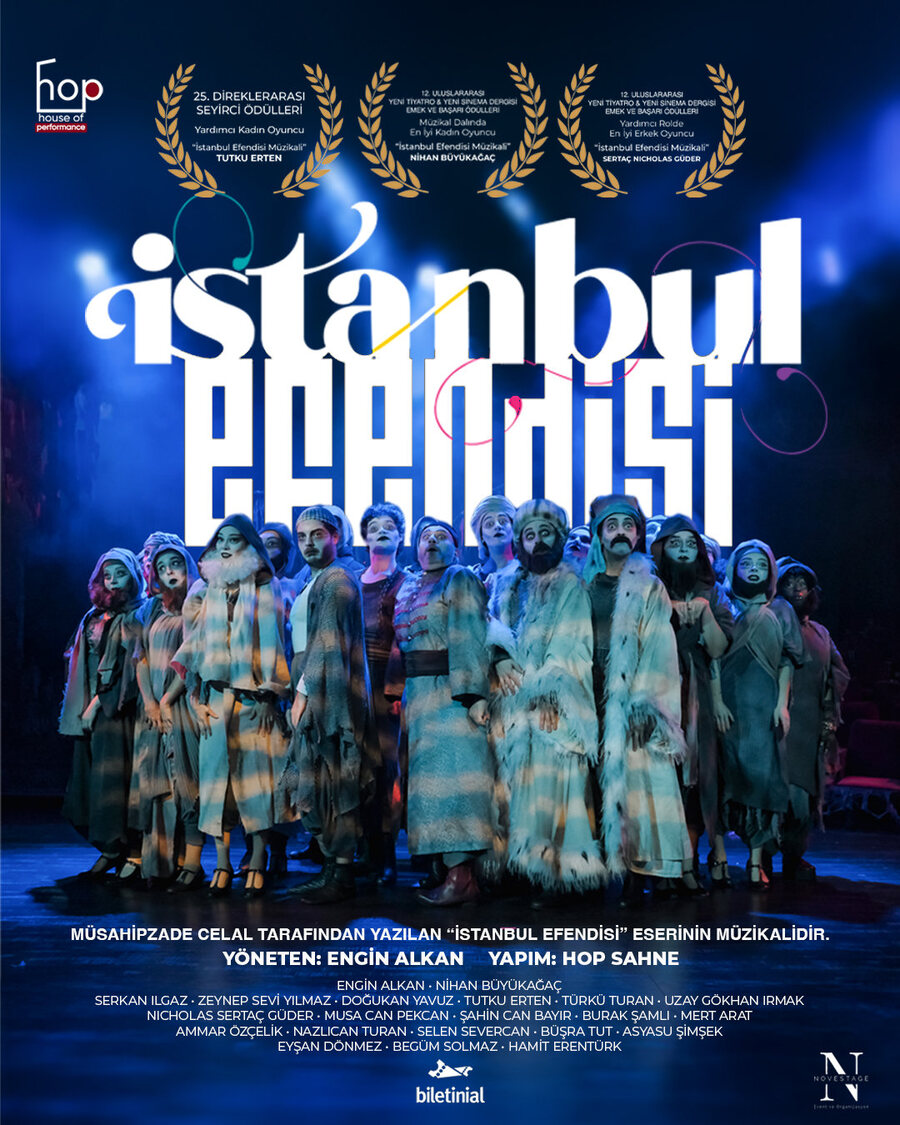 hop
house of
performance
25. DİREKLERARASI
SEYİRCİ ÖDÜLLERİ
Yardımcı Kadın Oyuncu
"İstanbul Efendisi Müzikali"
TUTKU ERTEN
12. ULUSLARARASI
YENİ TİYATRO & YENİ SİNEMA DERGİSİ
EMEK VE BAŞARI ÖDÜLLERİ
Müzikal Dalında
En İyi Kadın Oyuncu
"İstanbul Efendisi Müzikali"
NİHAN BÜYÜKAĞAÇ
12. ULUSLARARASI
YENİ TİYATRO & YENİ SİNEMA DERGİSİ
EMEK VE BAŞARI ÖDÜLLERİ
Yardımcı Rolde
En İyi Erkek Oyuncu
"İstanbul Efendisi Müzikali"
SERTAÇ NICHOLAS GÜDER
istanbul
efendisi
MÜSAHİPZADE CELAL TARAFINDAN YAZILAN “İSTANBUL EFENDİSİ” ESERİNİN MÜZİKALİDİR.
YÖNETEN: ENGİN ALKAN YAPIM: HOP SAHNE
ENGİN ALKAN · NİHAN BÜYÜKAĞAÇ
SERKAN ILGAZ · ZEYNEP SEVİ YILMAZ · DOĞUKAN YAVUZ · TUTKU ERTEN · TÜRKÜ TURAN · UZAY GÖKHAN IRMAK
NICHOLAS SERTAÇ GÜDER · MUSA CAN PEKCAN · ŞAHİN CAN BAYIR · BURAK ŞAMLI · MERT ARAT
AMMAR ÖZÇELİK · NAZLICAN TURAN · SELEN SEVERCAN · BÜŞRA TUT · ASYASU ŞİMŞEK
EYŞAN DÖNMEZ · BEGÜM SOLMAZ · HAMİT ERENTÜRK
biletinial
N
NOVESTAGE
Event ve Organizasyon